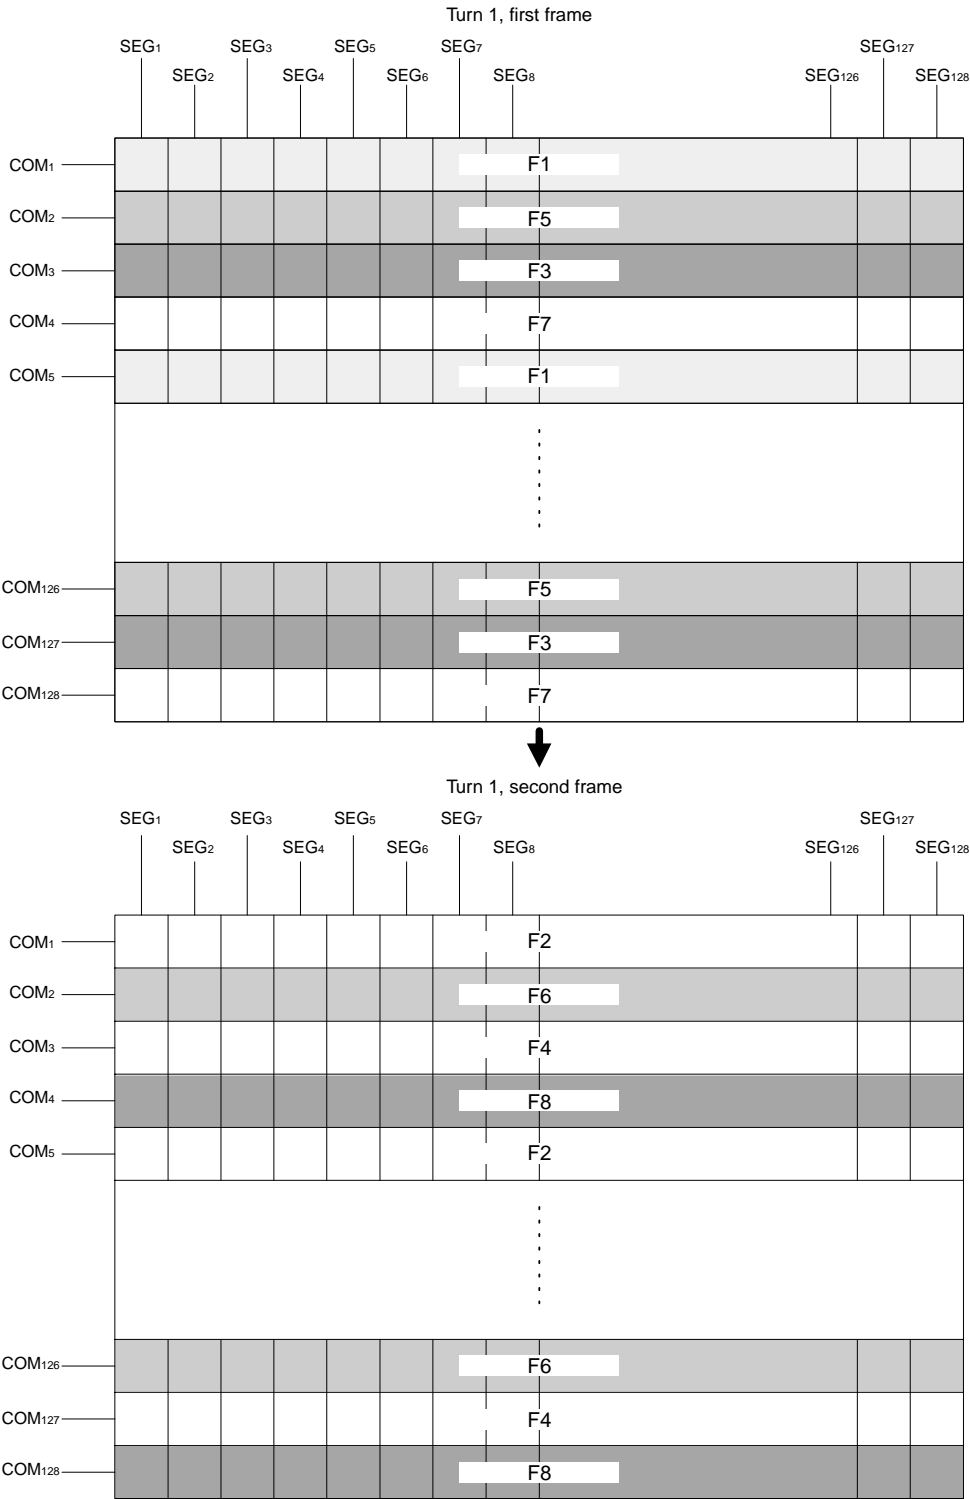 Turn 1, first frame
SEG1 SEG3 SEG5 SEG7 SEG127
SEG2 SEG4 SEG6 SEG8 SEG126 SEG128
COM1 F1
COM2 F5
COM3 F3
COM4 F7
COM5 F1
COM126 F5
COM127 F3
COM128 F7
Turn 1, second frame
SEG1 SEG3 SEG5 SEG7 SEG127
SEG2 SEG4 SEG6 SEG8 SEG126 SEG128
COM1 F2
COM2 F6
COM3 F4
COM4 F8
COM5 F2
COM126 F6
COM127 F4
COM128 F8